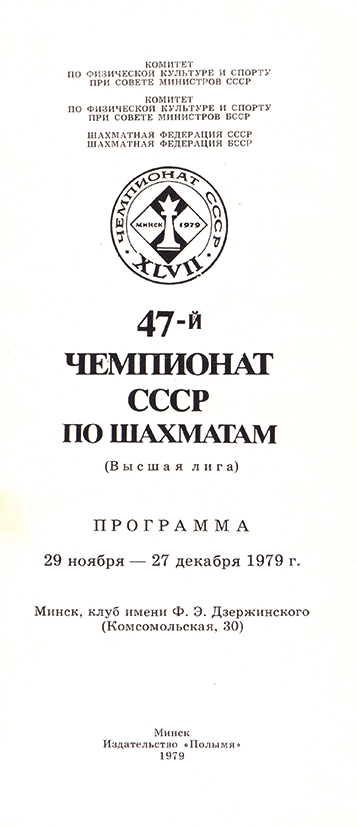 КОМИТЕТ
ПО ФИЗИЧЕСКОЙ КУЛЬТУРЕ И СПОРТУ
ПРИ СОВЕТЕ МИНИСТРОВ СССР
КОМИТЕТ
ПО ФИЗИЧЕСКОЙ КУЛЬТУРЕ И СПОРТУ
ПРИ СОВЕТЕ МИНИСТРОВ БССР
ШАХМАТНАЯ ФЕДЕРАЦИЯ СССР
ШАХМАТНАЯ ФЕДЕРАЦИЯ БССР
ЧЕМПИОНАТ СССР
МИНСК 1979
XLVII
47-й
ЧЕМПИОНАТ
СССР
ПО ШАХМАТАМ
(Высшая лига)
ПРОГРАММА
29 ноября — 27 декабря 1979 г.
Минск, клуб имени Ф. Э. Дзержинского
(Комсомольская, 30)
Минск
Издательство «Полымя»
1979